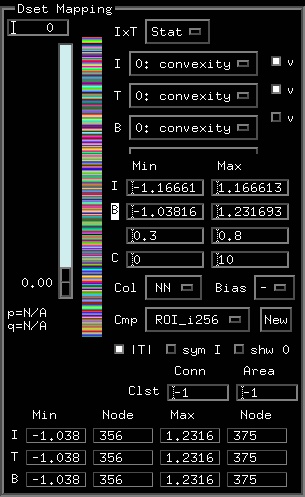 Dset Mapping
0
IxT Stat
I 0: convexity v
T 0: convexity v
B 0: convexity v
Min Max
I -1.16661 1.166613
B -1.03816 1.231693
0.3 0.8
C 0 10
0.00
Col NN Bias -
p=N/A
q=N/A
Cmp ROI_i256 New
|T| sym I shw 0
Conn Area
Clst -1 -1
Min Node Max Node
I -1.038 356 1.2316 375
T -1.038 356 1.2316 375
B -1.038 356 1.2316 375